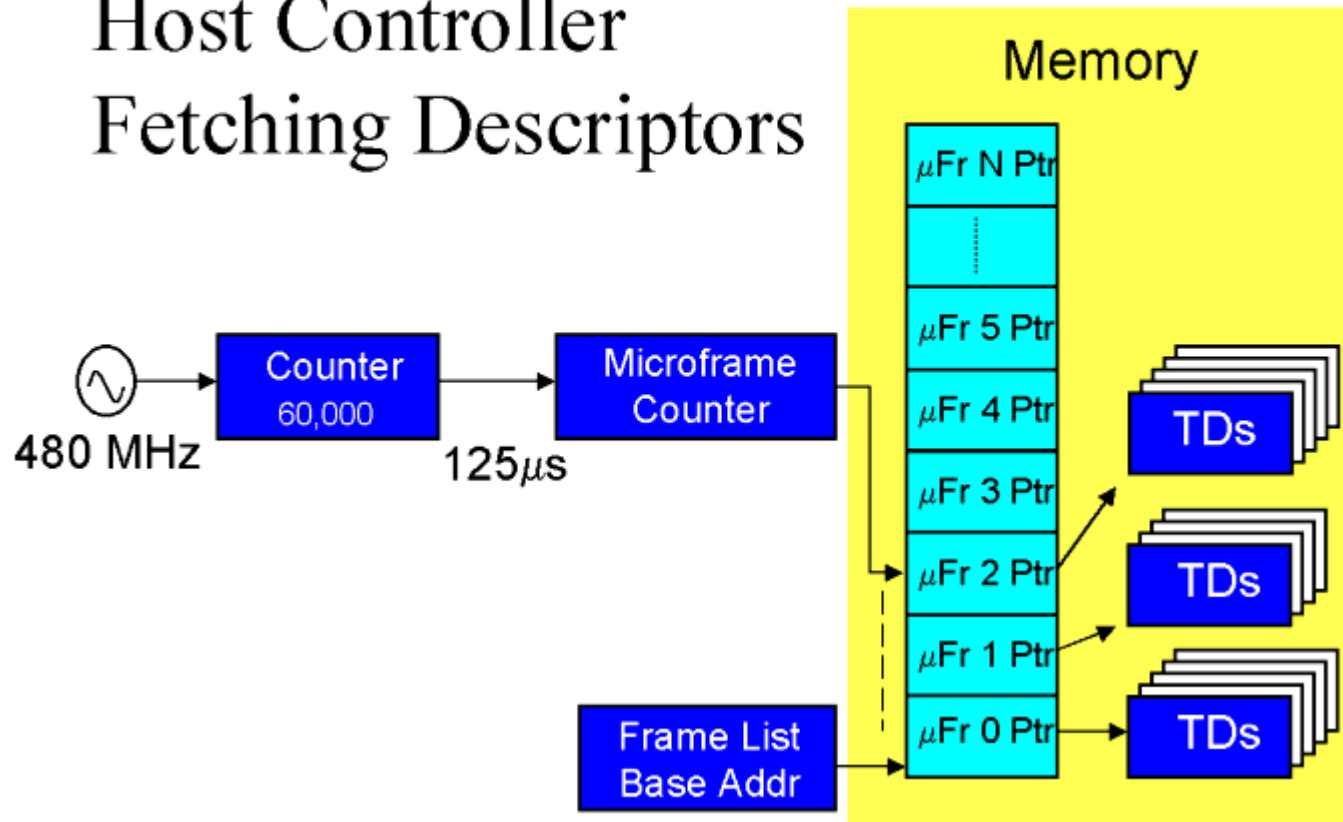 Host Controller
Fetching Descriptors
Memory
μFr N Ptr
μFr 5 Ptr
μFr 4 Ptr
μFr 3 Ptr
μFr 2 Ptr
μFr 1 Ptr
μFr 0 Ptr
Counter
60,000
Microframe
Counter
480 MHz
125μs
TDs
TDs
TDs
Frame List
Base Addr